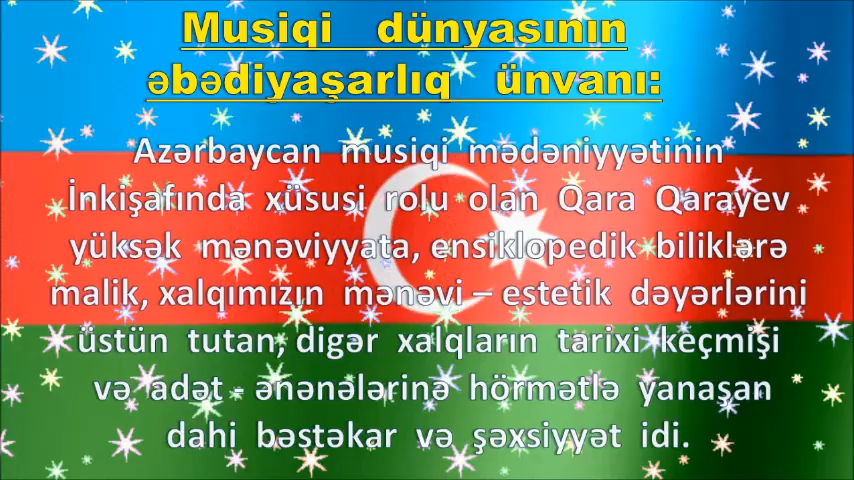 Musiqi dünyasının
əbədiyaşarlıq ünvanı:
Azərbaycan musiqi mədəniyyətinin
İnkişafında xüsusi rolu olan Qara Qarayev
yüksək mənəviyyata, ensiklopedik biliklərə
malik, xalqımızın mənəvi – estetik dəyərlərini
üstün tutan, digər xalqların tarixi keçmişi
və adət - ənənələrinə hörmətlə yanaşan
dahi bəstəkar və şəxsiyyət idi.